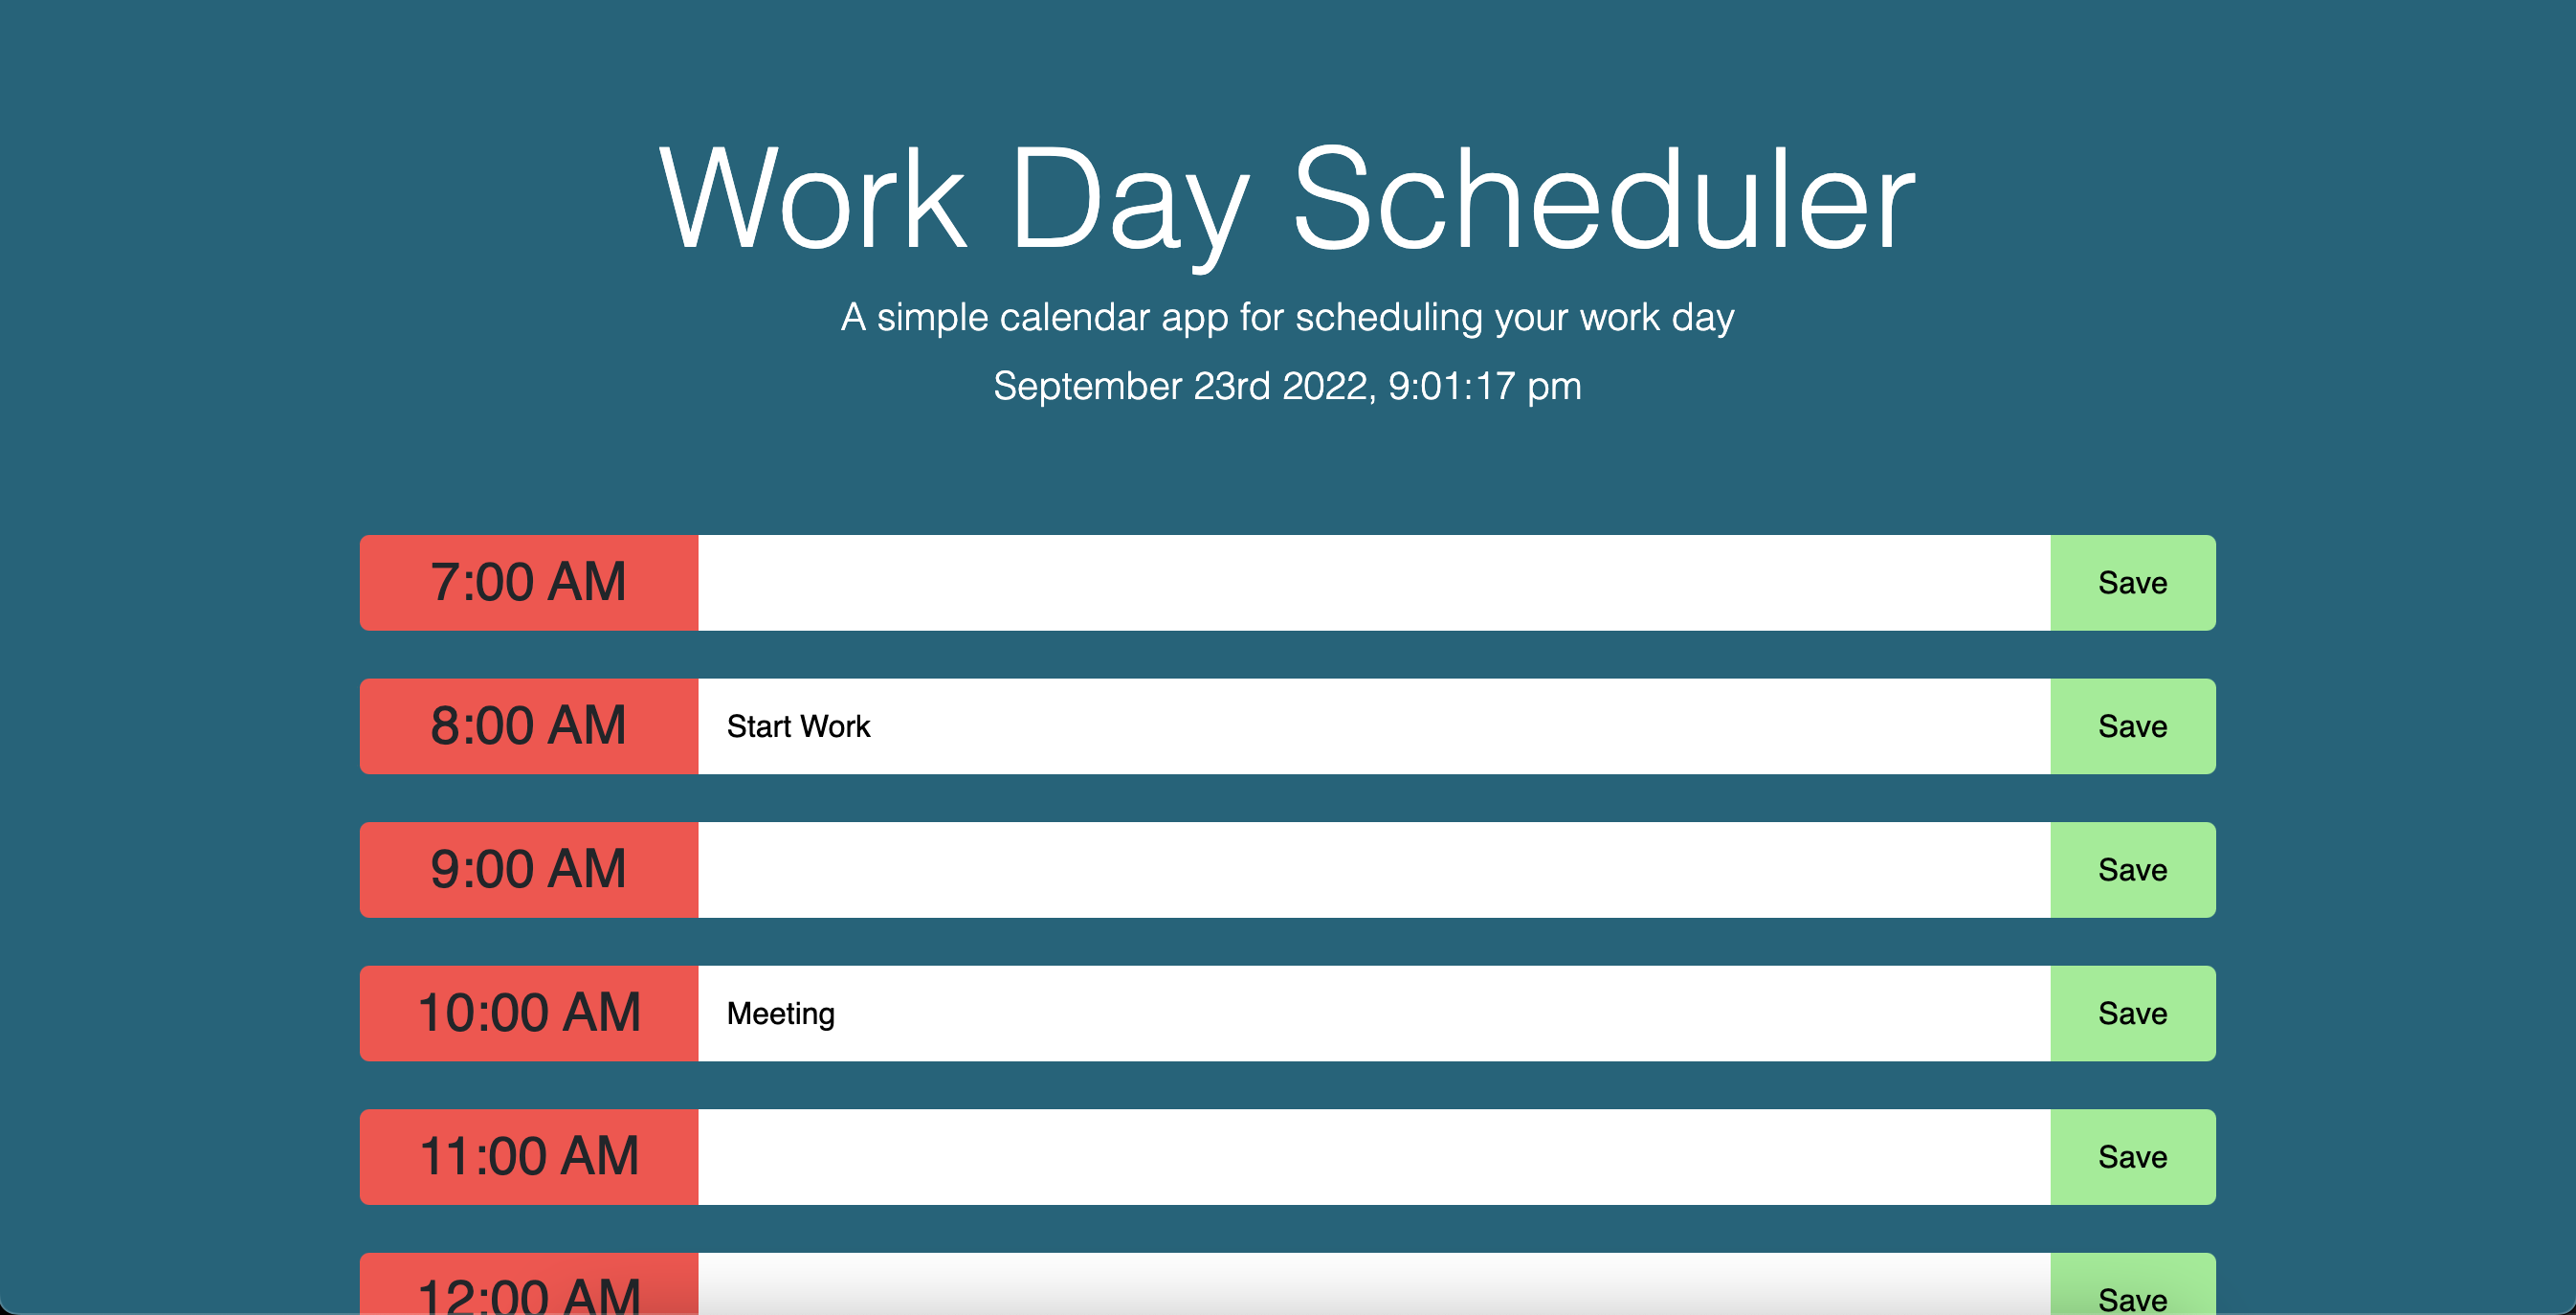 Work Day Scheduler
A simple calendar app for scheduling your work day
September 23rd 2022, 9:01:17 pm
7:00 AM Save
8:00 AM Start Work Save
9:00 AM Save
10:00 AM Meeting Save
11:00 AM Save
12:00 AM Save